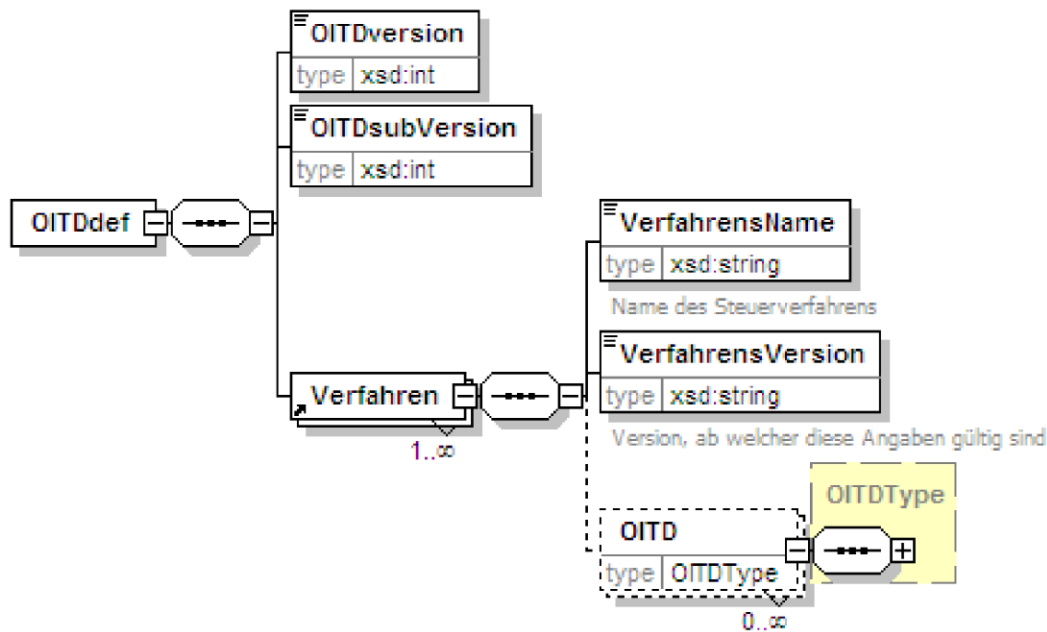 OITDversion
type xsd:int
OITDsubVersion
type xsd:int
OITDdef
VerfahrensName
type xsd:string
Name des Steuerverfahrens
VerfahrensVersion
type xsd:string
Verfahren
1..∞
Version, ab welcher diese Angaben gültig sind
OITDType
OITD
type OITDType
0..∞